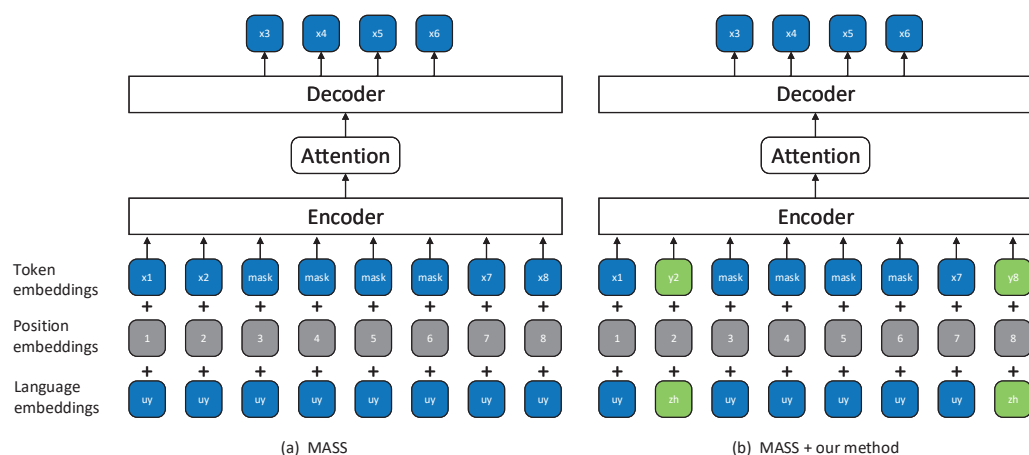 x3 x4 x5 x6 x3 x4 x5 x6
Decoder Decoder
Attention Attention
Encoder Encoder
Token
embeddings
x1 x2 mask mask mask mask x7 x8 x1 y2 mask mask mask mask x7 y8
+ + + + + + + + + + + + + + + +
Position
embeddings
1 2 3 4 5 6 7 8 1 2 3 4 5 6 7 8
+ + + + + + + + + + + + + + + +
Language
embeddings
uy uy uy uy uy uy uy uy uy zh uy uy uy uy uy zh
(a) MASS (b) MASS + our method